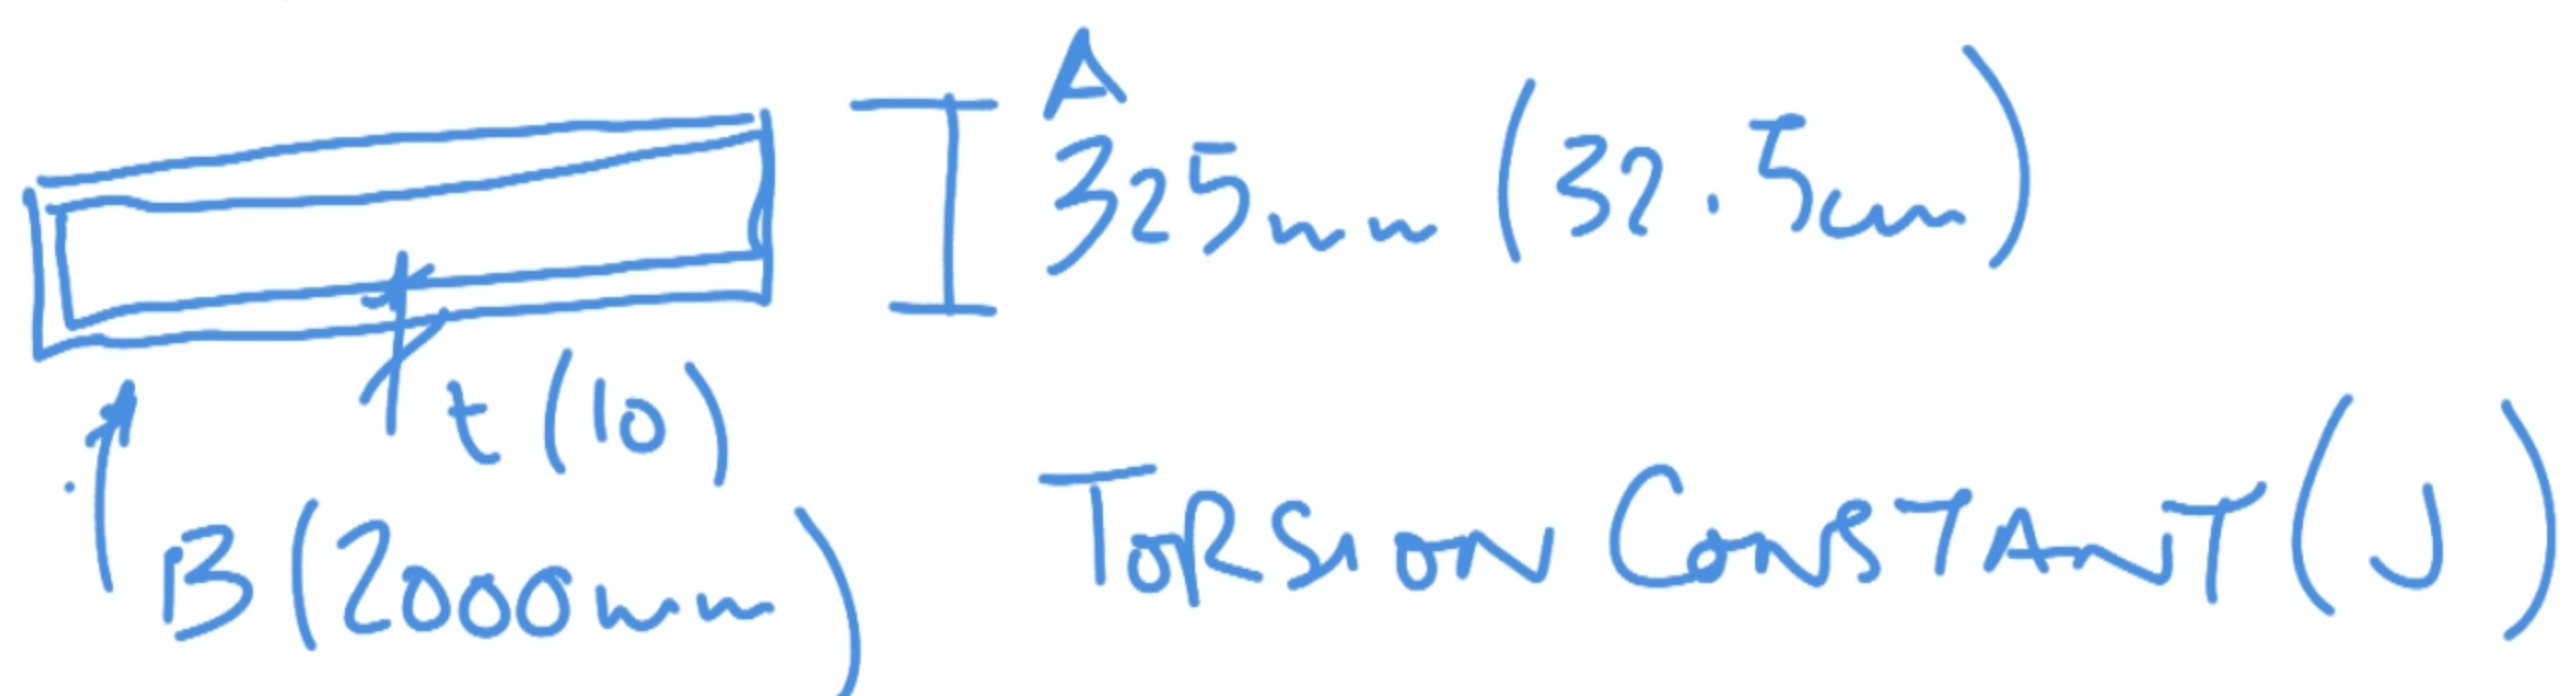 A
325mm (32.5cm)
t (10)
B (2000mm)
TORSION CONSTANT (J)